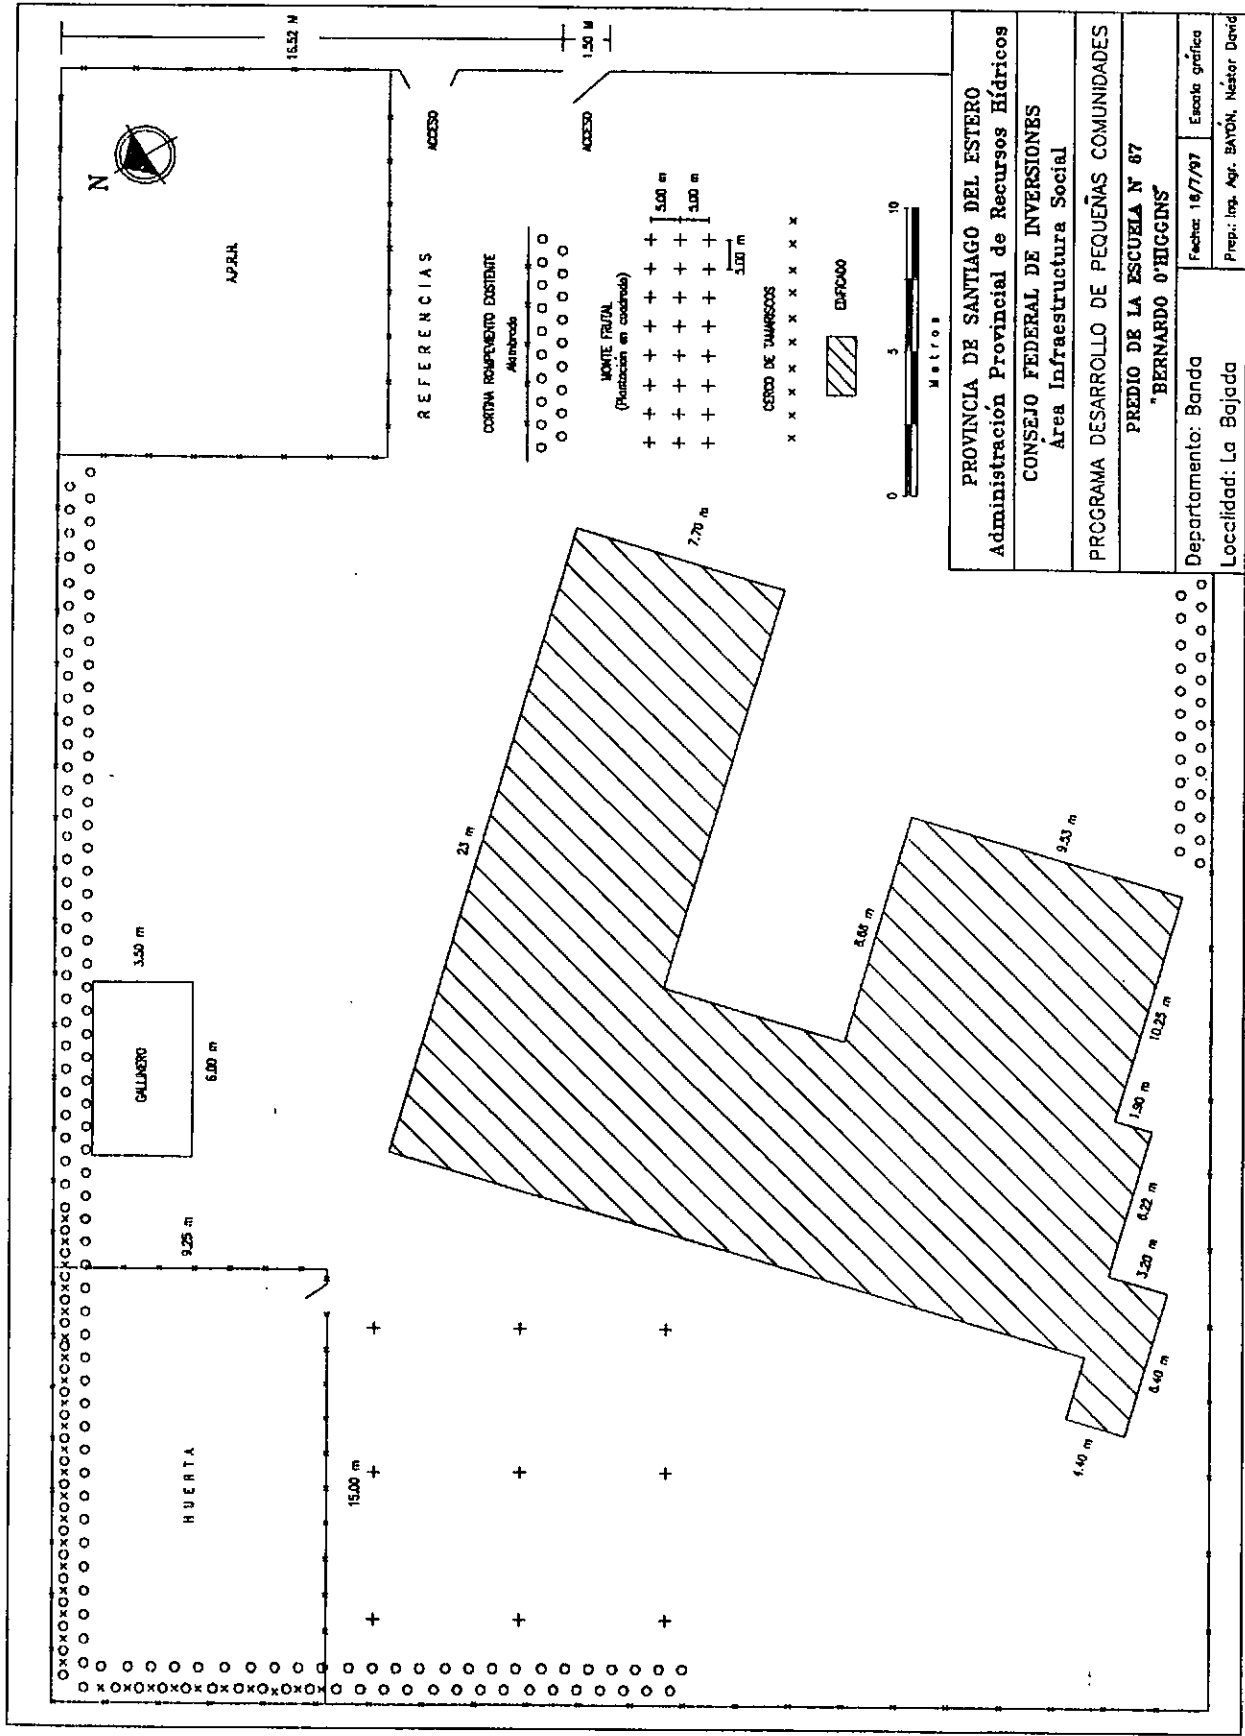 N
A.P.R.H.
16.52 M
1.50 M
ACCESO
ACCESO
GALLINERO
3.50 m
6.00 m
9.25 m
HUERTA
15.00 m
23 m
7.70 m
8.68 m
9.53 m
10.25 m
1.90 m
6.22 m
3.20 m
6.40 m
4.40 m
REFERENCIAS
CORTINA ROMPEVIENTO EXISTENTE
Alambrado
MONTE FRUTAL
(Plantación en cuadrado)
5.00 m
5.00 m
5.00 m
CERCO DE TAMARISCOS
EDIFICADO
0 5 10
Metros
PROVINCIA DE SANTIAGO DEL ESTERO
Administración Provincial de Recursos Hídricos
CONSEJO FEDERAL DE INVERSIONES
Área Infraestructura Social
PROGRAMA DESARROLLO DE PEQUEÑAS COMUNIDADES
PREDIO DE LA ESCUELA Nº 67
"BERNARDO O'HIGGINS"
Departamento: Banda
Localidad: La Bajada
Fecha: 16/7/97
Escala gráfica
Prep.: Ing. Agr. BAYÓN, Néstor David